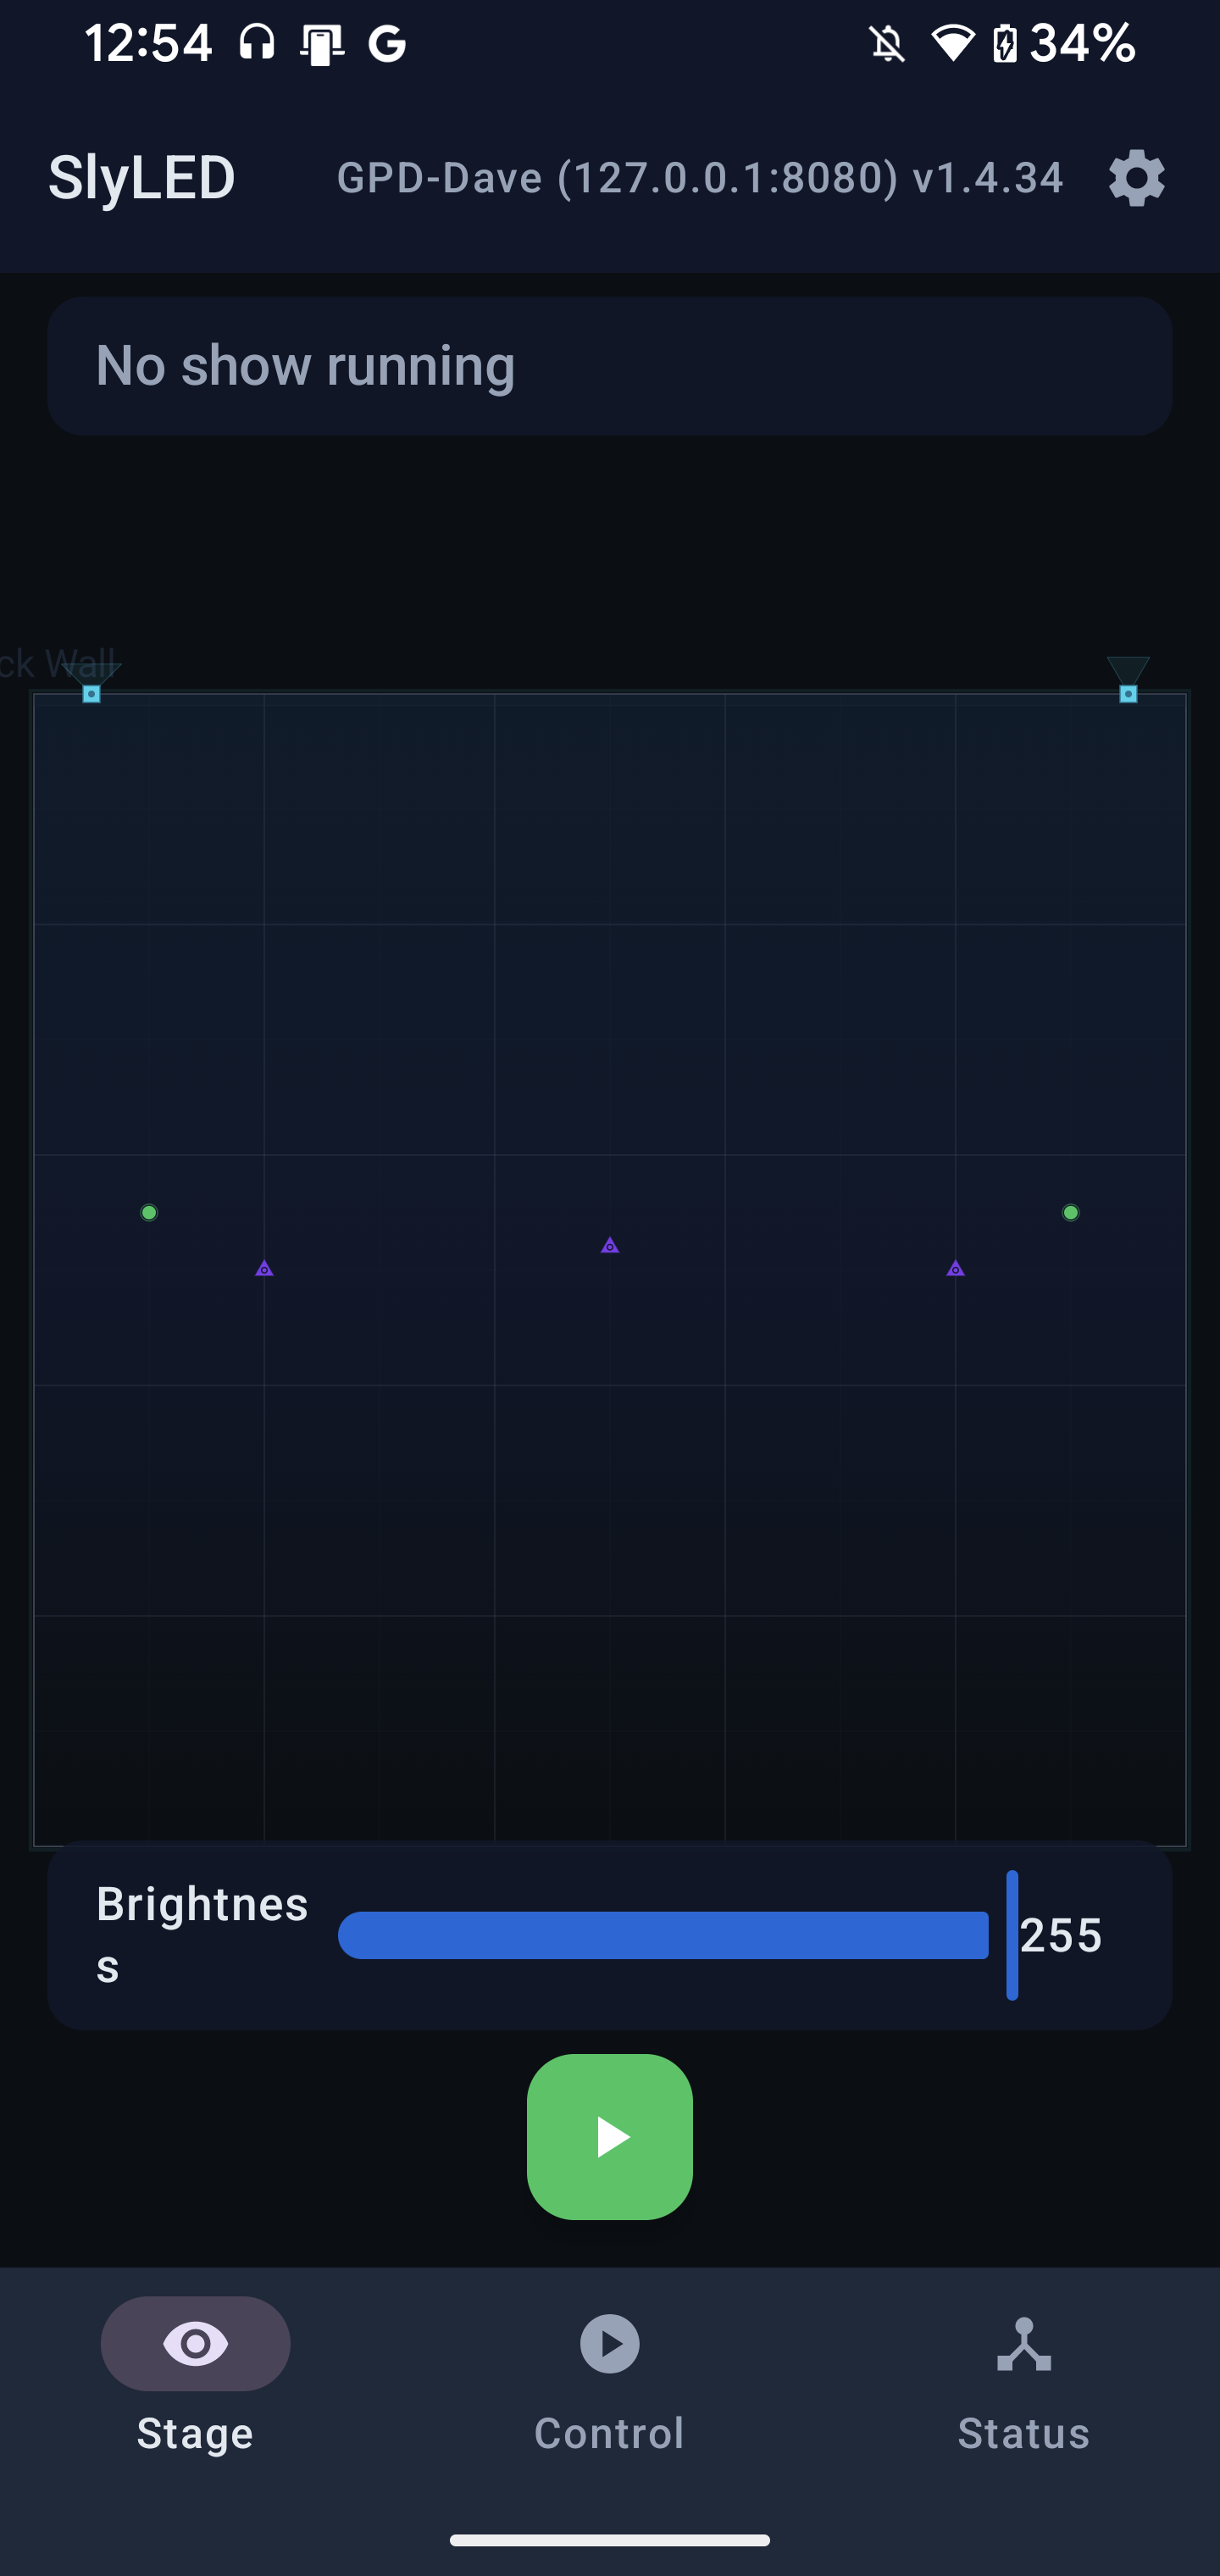 12:54 34%
SlyLED GPD-Dave (127.0.0.1:8080) v1.4.34
No show running
ck Wall
Brightnes
s
255
Stage Control Status